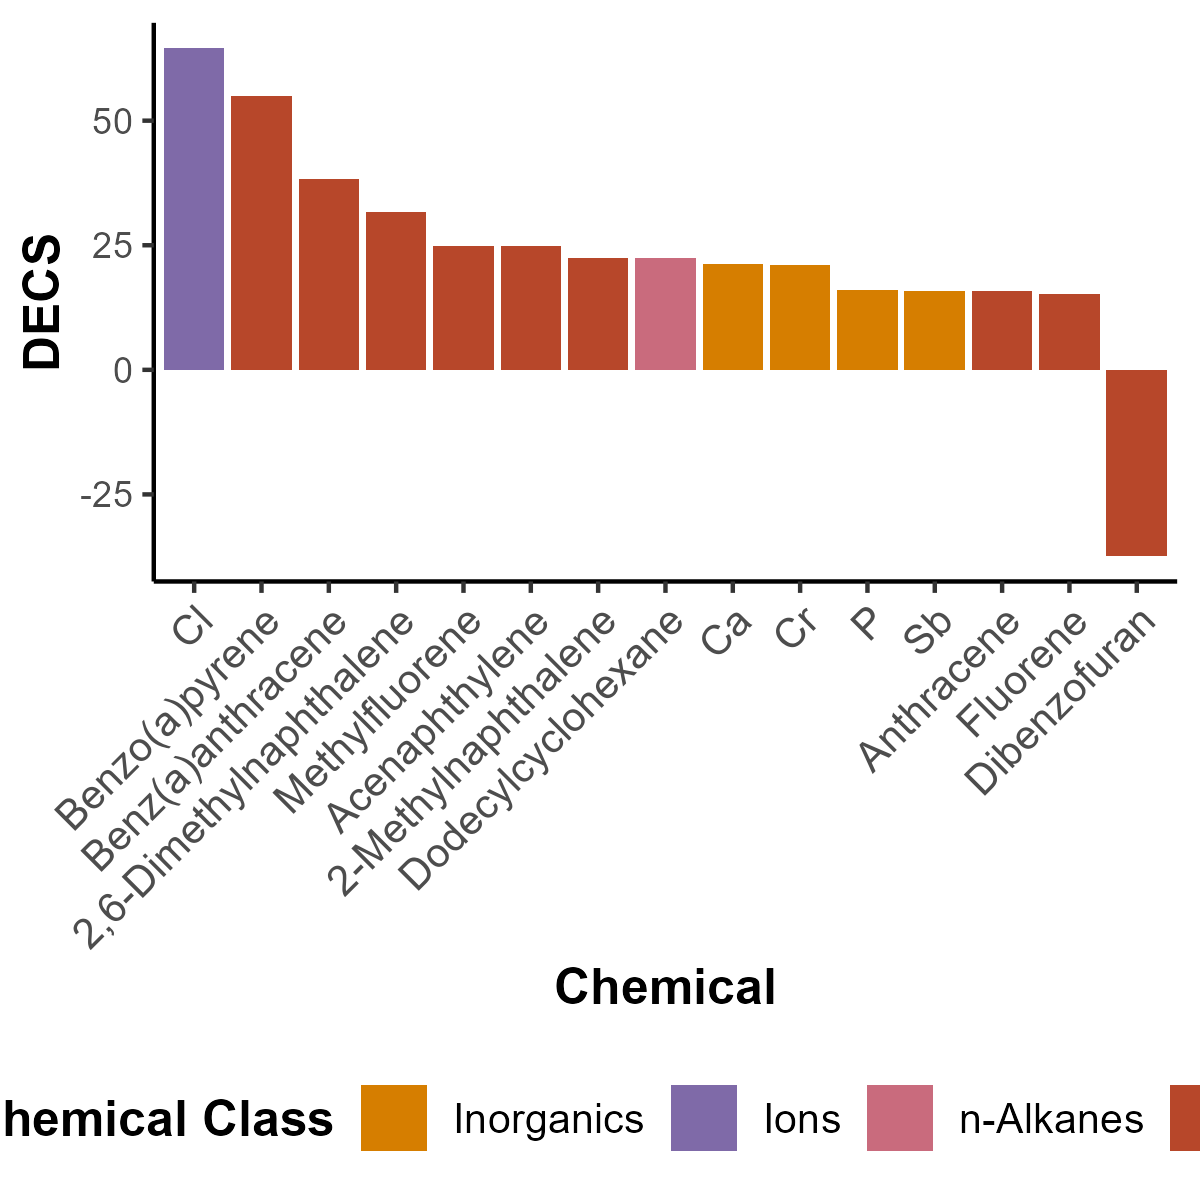 DECS
50
25
0
-25
Cl
Benzo(a)pyrene
Benz(a)anthracene
2,6-Dimethylnaphthalene
Methylfluorene
Acenaphthylene
2-Methylnaphthalene
Dodecylcyclohexane
Ca
Cr
P
Sb
Anthracene
Fluorene
Dibenzofuran
Chemical
hemical Class Inorganics Ions n-Alkanes